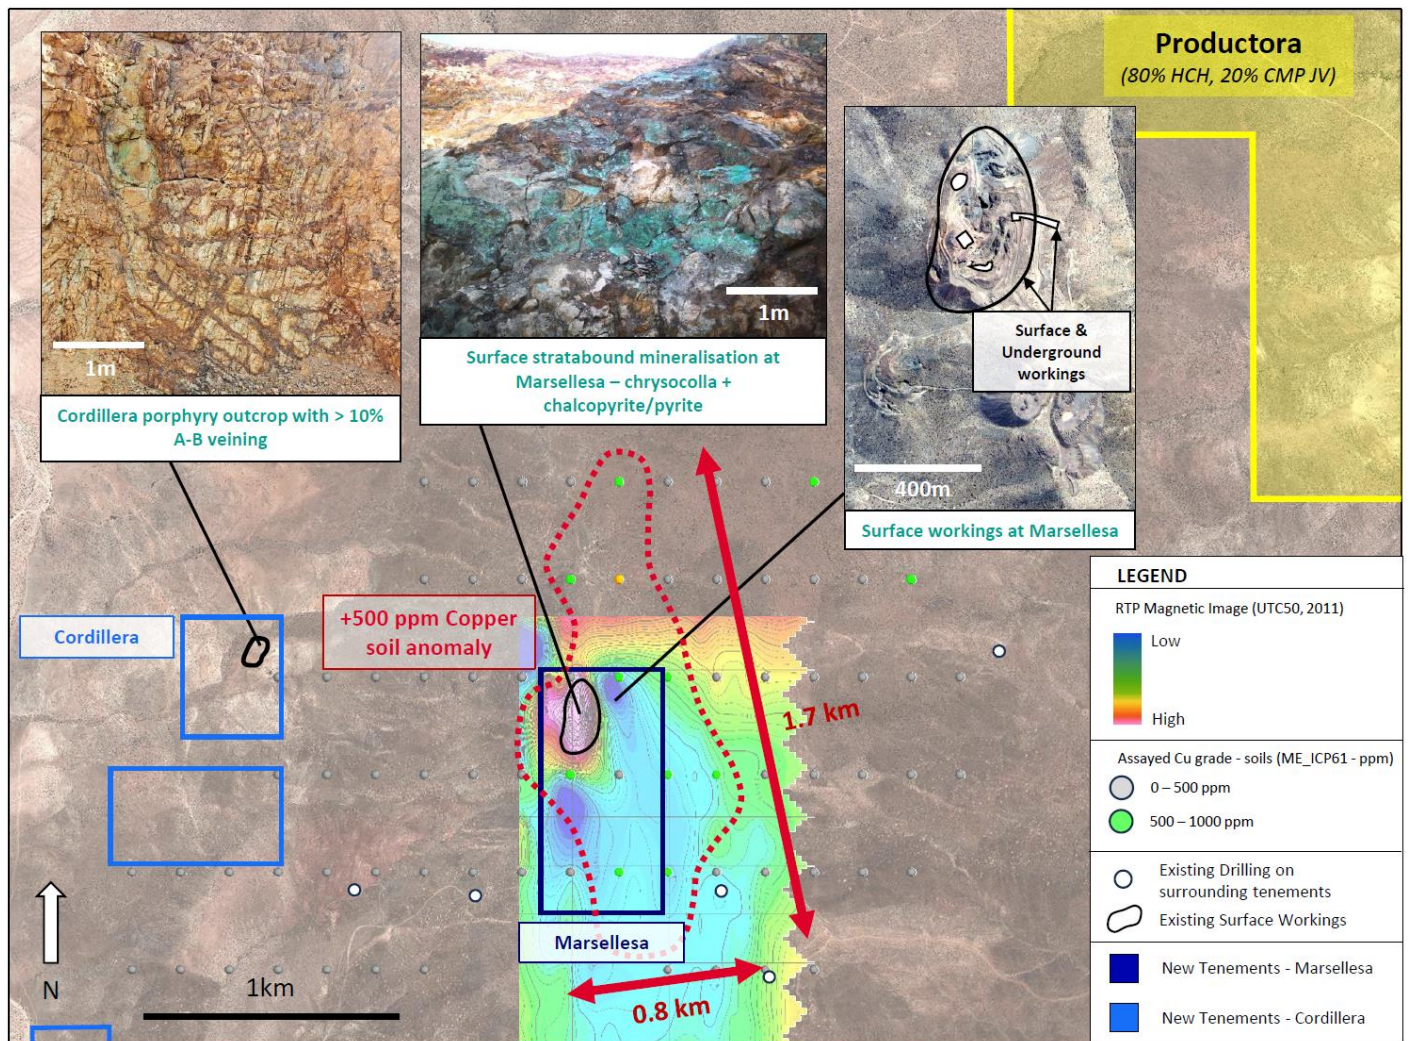 Productora
(80% HCH, 20% CMP JV)
1m
1m
Surface &
Underground
workings
400m
Cordillera porphyry outcrop with > 10%
A-B veining
Surface stratabound mineralisation at
Marsellesa – chrysocolla +
chalcopyrite/pyrite
Surface workings at Marsellesa
Cordillera
+500 ppm Copper
soil anomaly
1.7 km
Marsellesa
0.8 km
N
1km
LEGEND
RTP Magnetic Image (UTC50, 2011)
Low
High
Assayed Cu grade - soils (ME_ICP61 - ppm)
0 – 500 ppm
500 – 1000 ppm
Existing Drilling on
surrounding tenements
Existing Surface Workings
New Tenements - Marsellesa
New Tenements - Cordillera